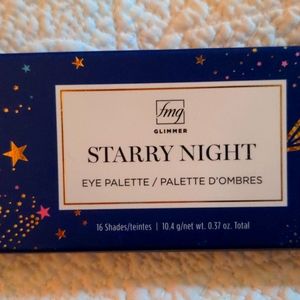 fmg
GLIMMER
STARRY NIGHT
EYE PALETTE / PALETTE D'OMBRES
16 Shades/teintes | 10.4 g/net wt. 0.37 oz. Total